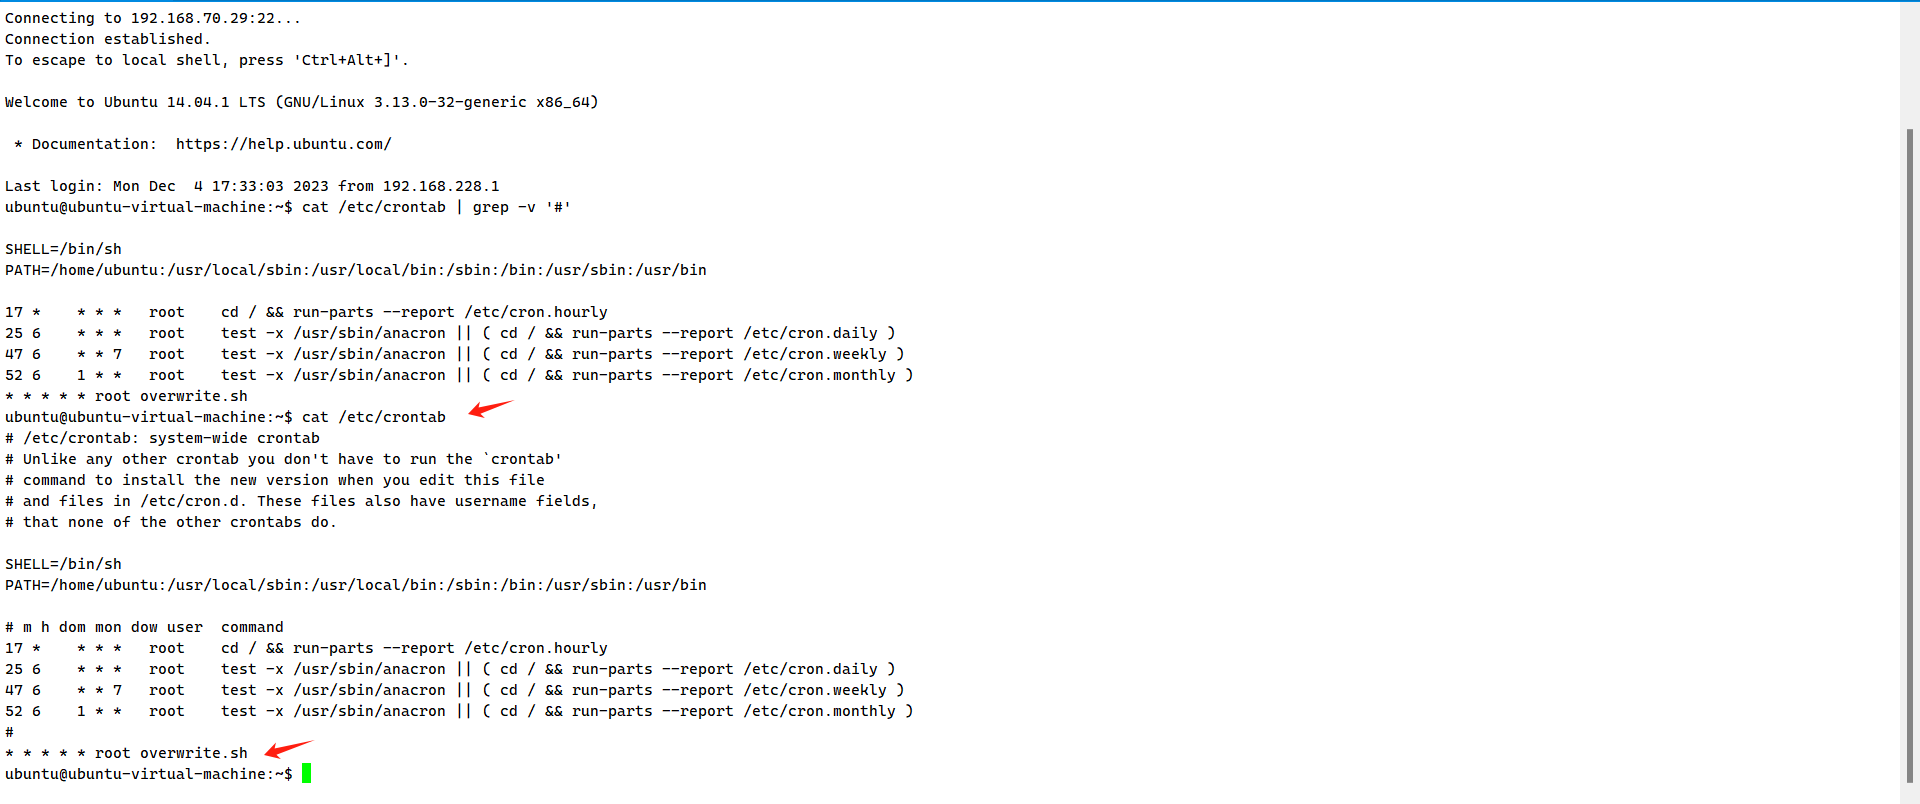 Connecting to 192.168.70.29:22...
Connection established.
To escape to local shell, press 'Ctrl+Alt+]'.
Welcome to Ubuntu 14.04.1 LTS (GNU/Linux 3.13.0-32-generic x86_64)
 * Documentation:  https://help.ubuntu.com/
Last login: Mon Dec  4 17:33:03 2023 from 192.168.228.1
ubuntu@ubuntu-virtual-machine:~$ cat /etc/crontab | grep -v '#'
SHELL=/bin/sh
PATH=/home/ubuntu:/usr/local/sbin:/usr/local/bin:/sbin:/bin:/usr/sbin:/usr/bin
17 *    * * *   root    cd / && run-parts --report /etc/cron.hourly
25 6    * * *   root    test -x /usr/sbin/anacron || ( cd / && run-parts --report /etc/cron.daily )
47 6    * * 7   root    test -x /usr/sbin/anacron || ( cd / && run-parts --report /etc/cron.weekly )
52 6    1 * *   root    test -x /usr/sbin/anacron || ( cd / && run-parts --report /etc/cron.monthly )
* * * * * root overwrite.sh
ubuntu@ubuntu-virtual-machine:~$ cat /etc/crontab
# /etc/crontab: system-wide crontab
# Unlike any other crontab you don't have to run the `crontab'
# command to install the new version when you edit this file
# and files in /etc/cron.d. These files also have username fields,
# that none of the other crontabs do.
SHELL=/bin/sh
PATH=/home/ubuntu:/usr/local/sbin:/usr/local/bin:/sbin:/bin:/usr/sbin:/usr/bin
# m h dom mon dow user  command
17 *    * * *   root    cd / && run-parts --report /etc/cron.hourly
25 6    * * *   root    test -x /usr/sbin/anacron || ( cd / && run-parts --report /etc/cron.daily )
47 6    * * 7   root    test -x /usr/sbin/anacron || ( cd / && run-parts --report /etc/cron.weekly )
52 6    1 * *   root    test -x /usr/sbin/anacron || ( cd / && run-parts --report /etc/cron.monthly )
#
* * * * * root overwrite.sh
ubuntu@ubuntu-virtual-machine:~$